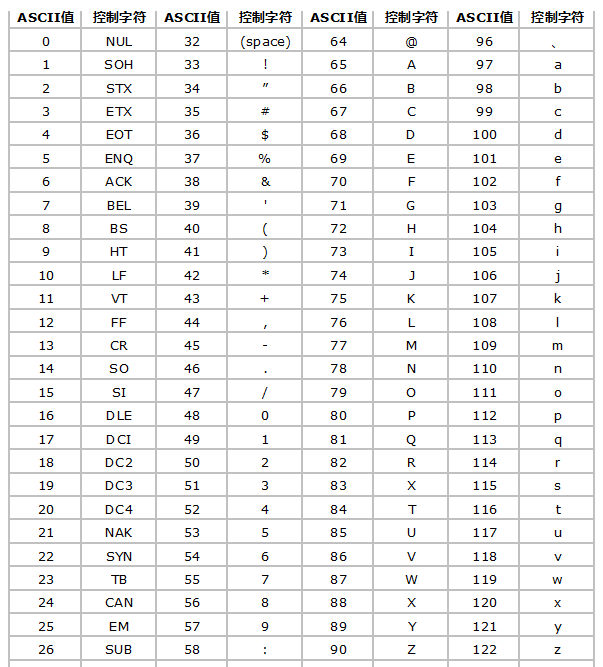 ASCII值 控制字符 ASCII值 控制字符 ASCII值 控制字符 ASCII值 控制字符
0 NUL 32 (space) 64 @ 96 、
1 SOH 33 ! 65 A 97 a
2 STX 34 ” 66 B 98 b
3 ETX 35 # 67 C 99 c
4 EOT 36 $ 68 D 100 d
5 ENQ 37 % 69 E 101 e
6 ACK 38 & 70 F 102 f
7 BEL 39 ' 71 G 103 g
8 BS 40 ( 72 H 104 h
9 HT 41 ) 73 I 105 i
10 LF 42 * 74 J 106 j
11 VT 43 + 75 K 107 k
12 FF 44 , 76 L 108 l
13 CR 45 - 77 M 109 m
14 SO 46 . 78 N 110 n
15 SI 47 / 79 O 111 o
16 DLE 48 0 80 P 112 p
17 DCI 49 1 81 Q 113 q
18 DC2 50 2 82 R 114 r
19 DC3 51 3 83 X 115 s
20 DC4 52 4 84 T 116 t
21 NAK 53 5 85 U 117 u
22 SYN 54 6 86 V 118 v
23 TB 55 7 87 W 119 w
24 CAN 56 8 88 X 120 x
25 EM 57 9 89 Y 121 y
26 SUB 58 : 90 Z 122 z